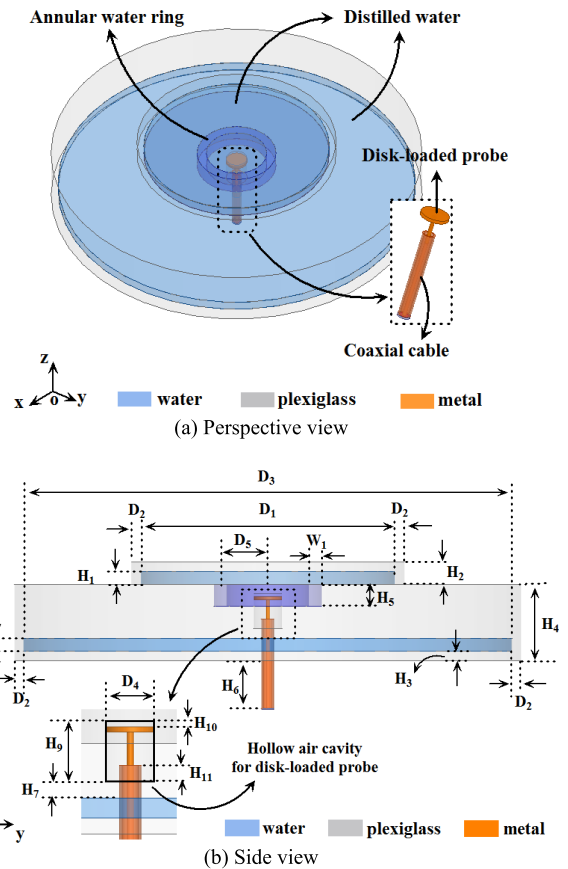 Annular water ring
Distilled water
Disk-loaded probe
Coaxial cable
z
x
o
y
water
plexiglass
metal
(a) Perspective view
D3
D2
D1
D2
D5
W1
H1
H2
H5
H4
H6
H3
D2
D2
D4
H10
H9
H11
H7
Hollow air cavity
for disk-loaded probe
y
water
plexiglass
metal
(b) Side view